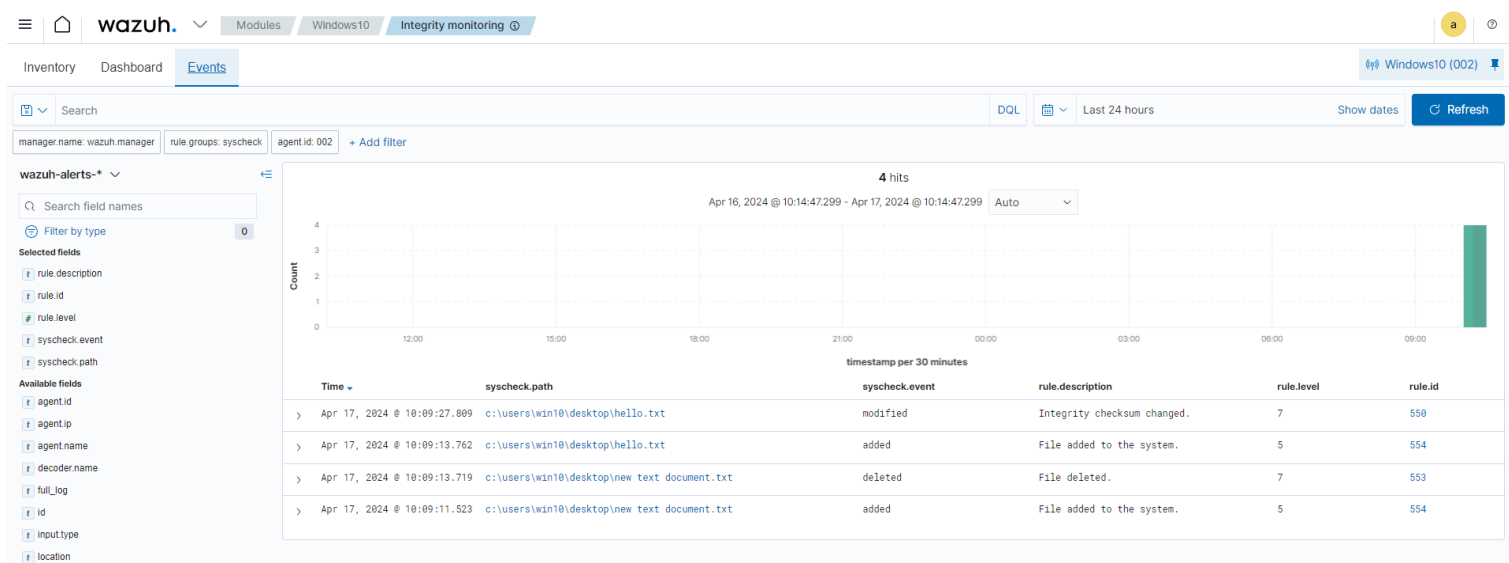 wazuh. Modules Windows10 Integrity monitoring a
Inventory Dashboard Events Windows10 (002)
Search DQL Last 24 hours Show dates Refresh
manager.name: wazuh.manager rule.groups: syscheck agent.id: 002 + Add filter
wazuh-alerts-*
Search field names
Filter by type 0
Selected fields
t rule.description
t rule.id
# rule.level
t syscheck.event
t syscheck.path
Available fields
t agent.id
t agent.ip
t agent.name
t decoder.name
t full_log
t id
t input.type
t location
4 hits
Apr 16, 2024 @ 10:14:47.299 - Apr 17, 2024 @ 10:14:47.299 Auto
Count
4
3
2
1
0
12:00 15:00 18:00 21:00 00:00 03:00 06:00 09:00
timestamp per 30 minutes
Time syscheck.path syscheck.event rule.description rule.level rule.id
Apr 17, 2024 @ 10:09:27.809 c:\users\win10\desktop\hello.txt modified Integrity checksum changed. 7 550
Apr 17, 2024 @ 10:09:13.762 c:\users\win10\desktop\hello.txt added File added to the system. 5 554
Apr 17, 2024 @ 10:09:13.719 c:\users\win10\desktop\new text document.txt deleted File deleted. 7 553
Apr 17, 2024 @ 10:09:11.523 c:\users\win10\desktop\new text document.txt added File added to the system. 5 554